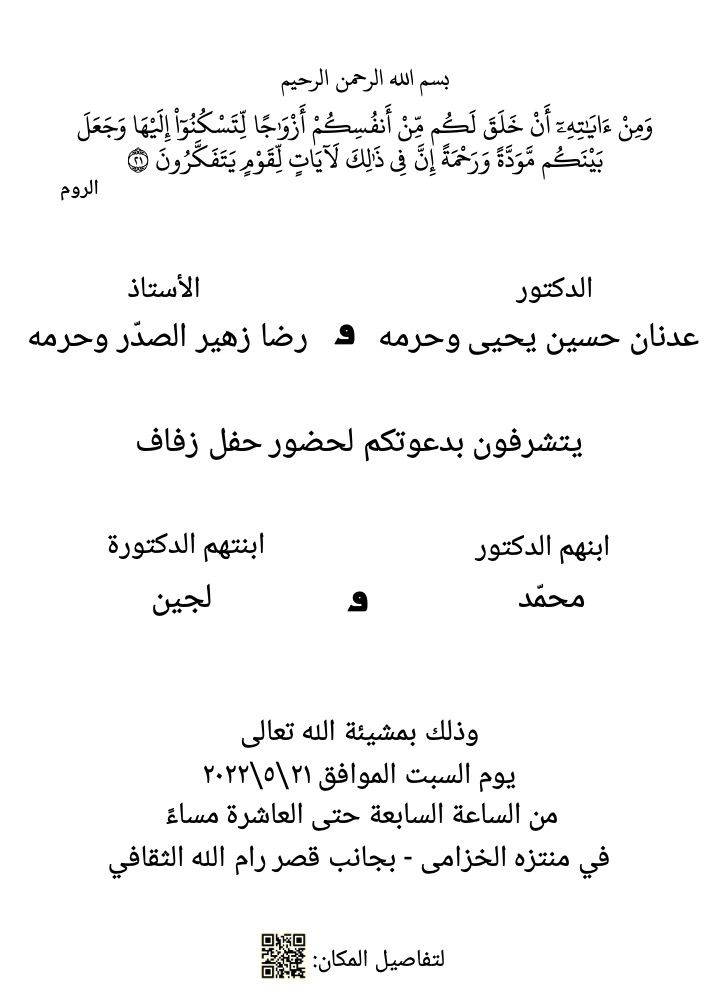 بسم الله الرحمن الرحيم
وَمِنْ ءَايَٰتِهِۦٓ أَنْ خَلَقَ لَكُم مِّنْ أَنفُسِكُمْ أَزْوَٰجًا لِّتَسْكُنُوٓا۟ إِلَيْهَا وَجَعَلَ
بَيْنَكُم مَّوَدَّةً وَرَحْمَةً إِنَّ فِى ذَٰلِكَ لَآيَاتٍ لِّقَوْمٍ يَتَفَكَّرُونَ ٢١
الروم
الدكتور الأستاذ
عدنان حسين يحيى وحرمه و رضا زهير الصدّر وحرمه
يتشرفون بدعوتكم لحضور حفل زفاف
ابنهم الدكتور ابنتهم الدكتورة
محمّد و لجين
وذلك بمشيئة الله تعالى
يوم السبت الموافق ٢١\٥\٢٠٢٢
من الساعة السابعة حتى العاشرة مساءً
في منتزه الخزامى - بجانب قصر رام الله الثقافي
لتفاصيل المكان: